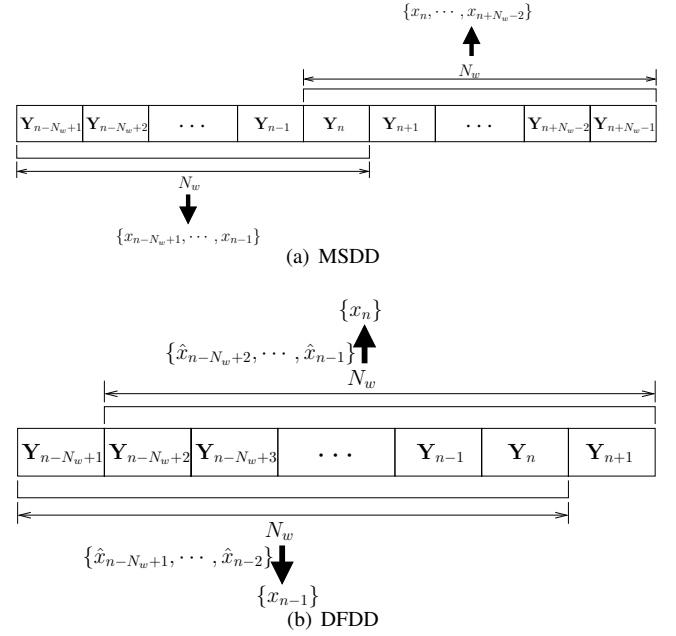 {x_n, ⋯ , x_{n+N_w−2}}
N_w
Y_{n−N_w+1} Y_{n−N_w+2} ⋯ Y_{n−1} Y_n Y_{n+1} ⋯ Y_{n+N_w−2} Y_{n+N_w−1}
N_w
{x_{n−N_w+1}, ⋯ , x_{n−1}}
(a) MSDD
{x_n}
{x̂_{n−N_w+2}, ⋯ , x̂_{n−1}}
N_w
Y_{n−N_w+1} Y_{n−N_w+2} Y_{n−N_w+3} ⋯ Y_{n−1} Y_n Y_{n+1}
N_w
{x̂_{n−N_w+1}, ⋯ , x̂_{n−2}}
{x_{n−1}}
(b) DFDD